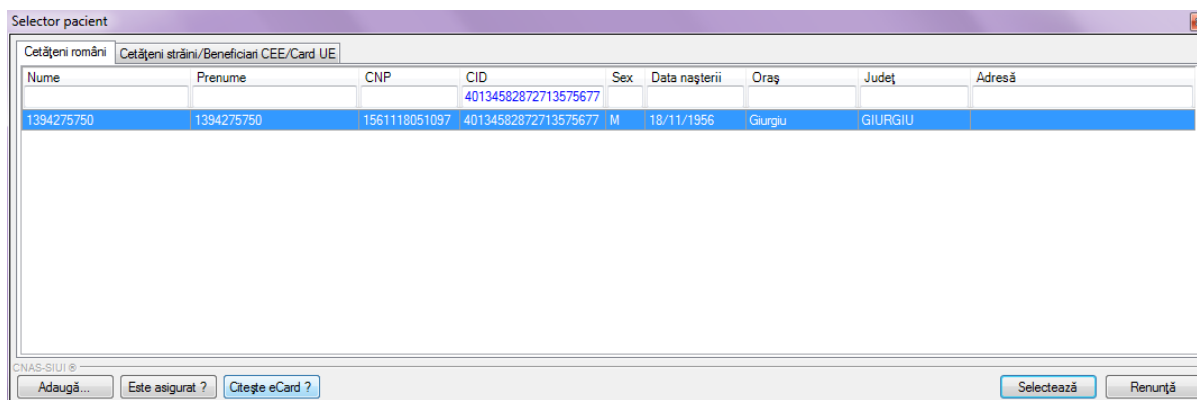 Selector pacient
Cetăţeni români Cetăţeni străini/Beneficiari CEE/Card UE
Nume Prenume CNP CID Sex Data naşterii Oraş Judeţ Adresă
40134582872713575677
1394275750 1394275750 1561118051097 40134582872713575677 M 18/11/1956 Giurgiu GIURGIU
CNAS-SIUI ®
Adaugă... Este asigurat ? Citeşte eCard ? Selectează Renunţă